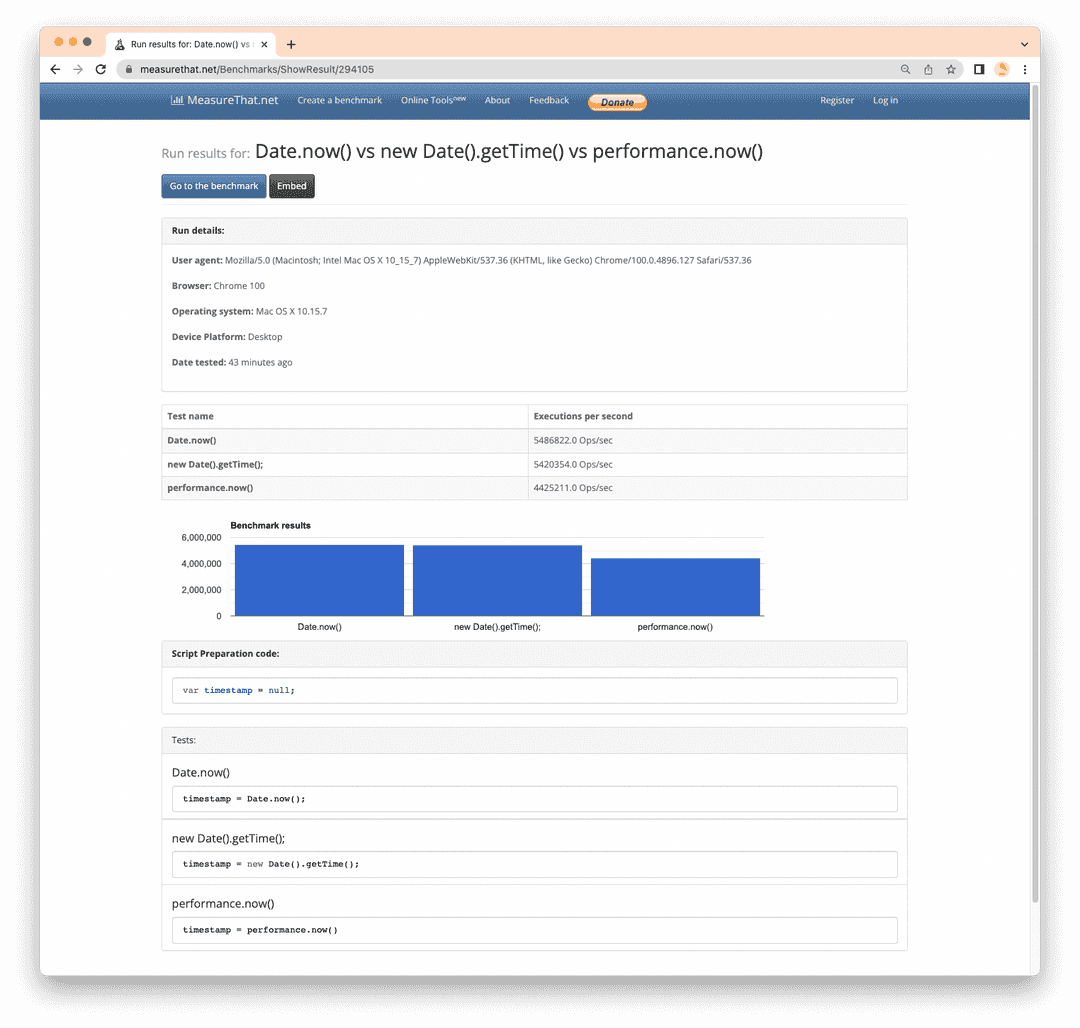 Run results for: Date.now() vs
measurethat.net/Benchmarks/ShowResult/294105
MeasureThat.net Create a benchmark Online Toolsnew About Feedback Donate Register Log in
Run results for: Date.now() vs new Date().getTime() vs performance.now()
Go to the benchmark Embed
Run details:
User agent: Mozilla/5.0 (Macintosh; Intel Mac OS X 10_15_7) AppleWebKit/537.36 (KHTML, like Gecko) Chrome/100.0.4896.127 Safari/537.36
Browser: Chrome 100
Operating system: Mac OS X 10.15.7
Device Platform: Desktop
Date tested: 43 minutes ago
Test name Executions per second
Date.now() 5486822.0 Ops/sec
new Date().getTime(); 5420354.0 Ops/sec
performance.now() 4425211.0 Ops/sec
Benchmark results
6,000,000
4,000,000
2,000,000
0
Date.now() new Date().getTime(); performance.now()
Script Preparation code:
var timestamp = null;
Tests:
Date.now()
timestamp = Date.now();
new Date().getTime();
timestamp = new Date().getTime();
performance.now()
timestamp = performance.now()